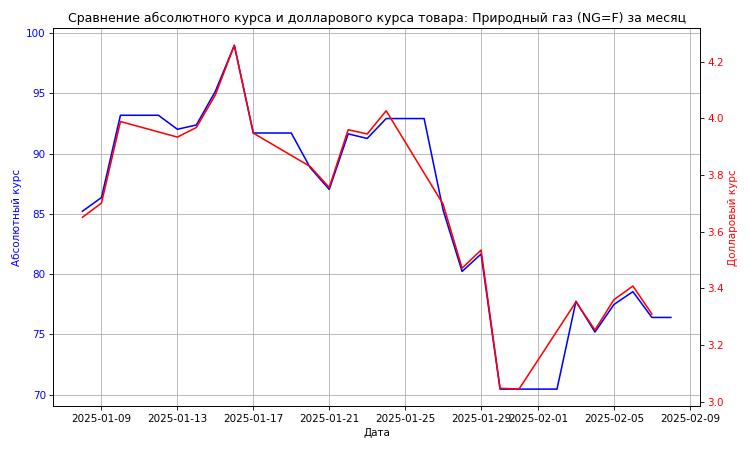 Сравнение абсолютного курса и долларового курса товара: Природный газ (NG=F) за месяц
100
95
90
85
80
75
70
Абсолютный курс
4.2
4.0
3.8
3.6
3.4
3.2
3.0
Долларовый курс
2025-01-09 2025-01-13 2025-01-17 2025-01-21 2025-01-25 2025-01-29 2025-02-01 2025-02-05 2025-02-09
Дата